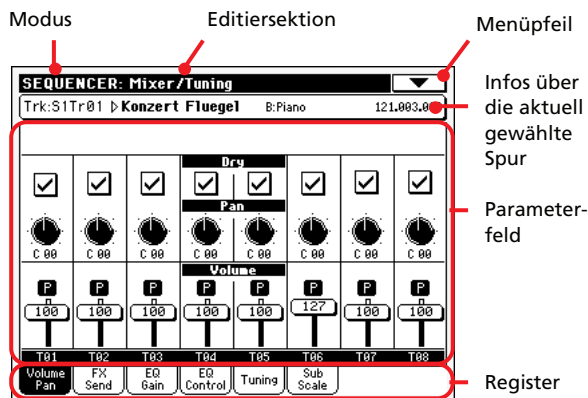 Modus Editiersektion Menüpfeil
SEQUENCER: Mixer/Tuning
Trk:S1Tr01 ▷Konzert Fluegel B:Piano 121.003.0
Infos über
die aktuell
gewählte
Spur
Dry
Pan
C 00 C 00 C 00 C 00 C 00 C 00 C 00 C 00
Parameter-
feld
Volume
P P P P P P P P
100 100 100 100 100 127 100 100
T01 T02 T03 T04 T05 T06 T07 T08
Volume Pan FX Send EQ Gain EQ Control Tuning Sub Scale
Register